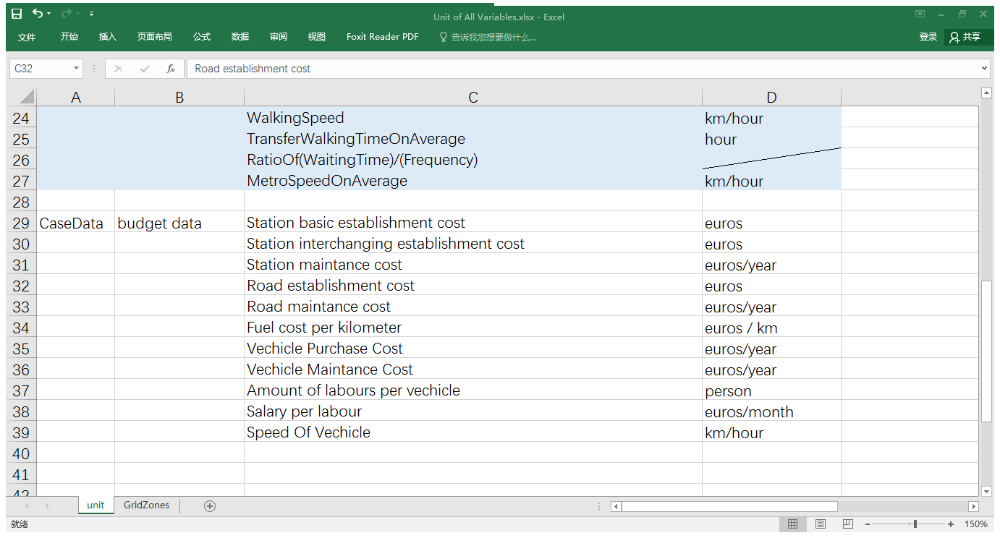 Unit of All Variables.xlsx - Excel
文件 开始 插入 页面布局 公式 数据 审阅 视图 Foxit Reader PDF 告诉我您想要做什么... 登录 共享
C32 fx Road establishment cost
A B C D
24 WalkingSpeed km/hour
25 TransferWalkingTimeOnAverage hour
26 RatioOf(WaitingTime)/(Frequency)
27 MetroSpeedOnAverage km/hour
28
29 CaseData budget data Station basic establishment cost euros
30 Station interchanging establishment cost euros
31 Station maintance cost euros/year
32 Road establishment cost euros
33 Road maintance cost euros/year
34 Fuel cost per kilometer euros / km
35 Vechicle Purchase Cost euros/year
36 Vechicle Maintance Cost euros/year
37 Amount of labours per vechicle person
38 Salary per labour euros/month
39 Speed Of Vechicle km/hour
40
41
42
unit GridZones
就绪 150%